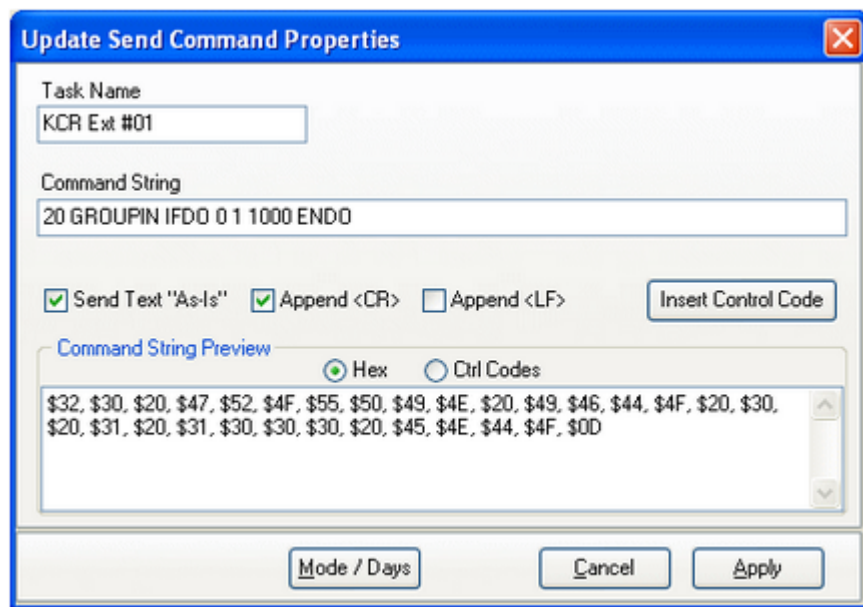 Update Send Command Properties
Task Name
KCR Ext #01
Command String
20 GROUPIN IFDO 0 1 1000 ENDO
Send Text "As-Is" Append <CR> Append <LF> Insert Control Code
Command String Preview
Hex Ctrl Codes
$32, $30, $20, $47, $52, $4F, $55, $50, $49, $4E, $20, $49, $46, $44, $4F, $20, $30,
$20, $31, $20, $31, $30, $30, $30, $20, $45, $4E, $44, $4F, $0D
Mode / Days Cancel Apply